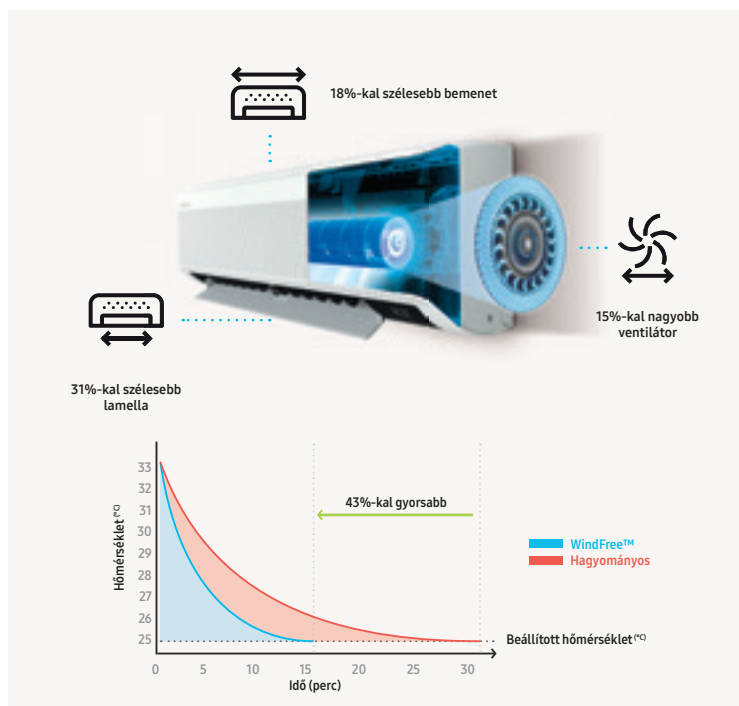 18%-kal szélesebb bemenet
15%-kal nagyobb
ventilátor
31%-kal szélesebb
lamella
43%-kal gyorsabb
Hőmérséklet (°C)
33
32
31
30
29
28
27
26
25
WindFree™
Hagyományos
Beállított hőmérséklet (°C)
0 5 10 15 20 25 30
Idő (perc)